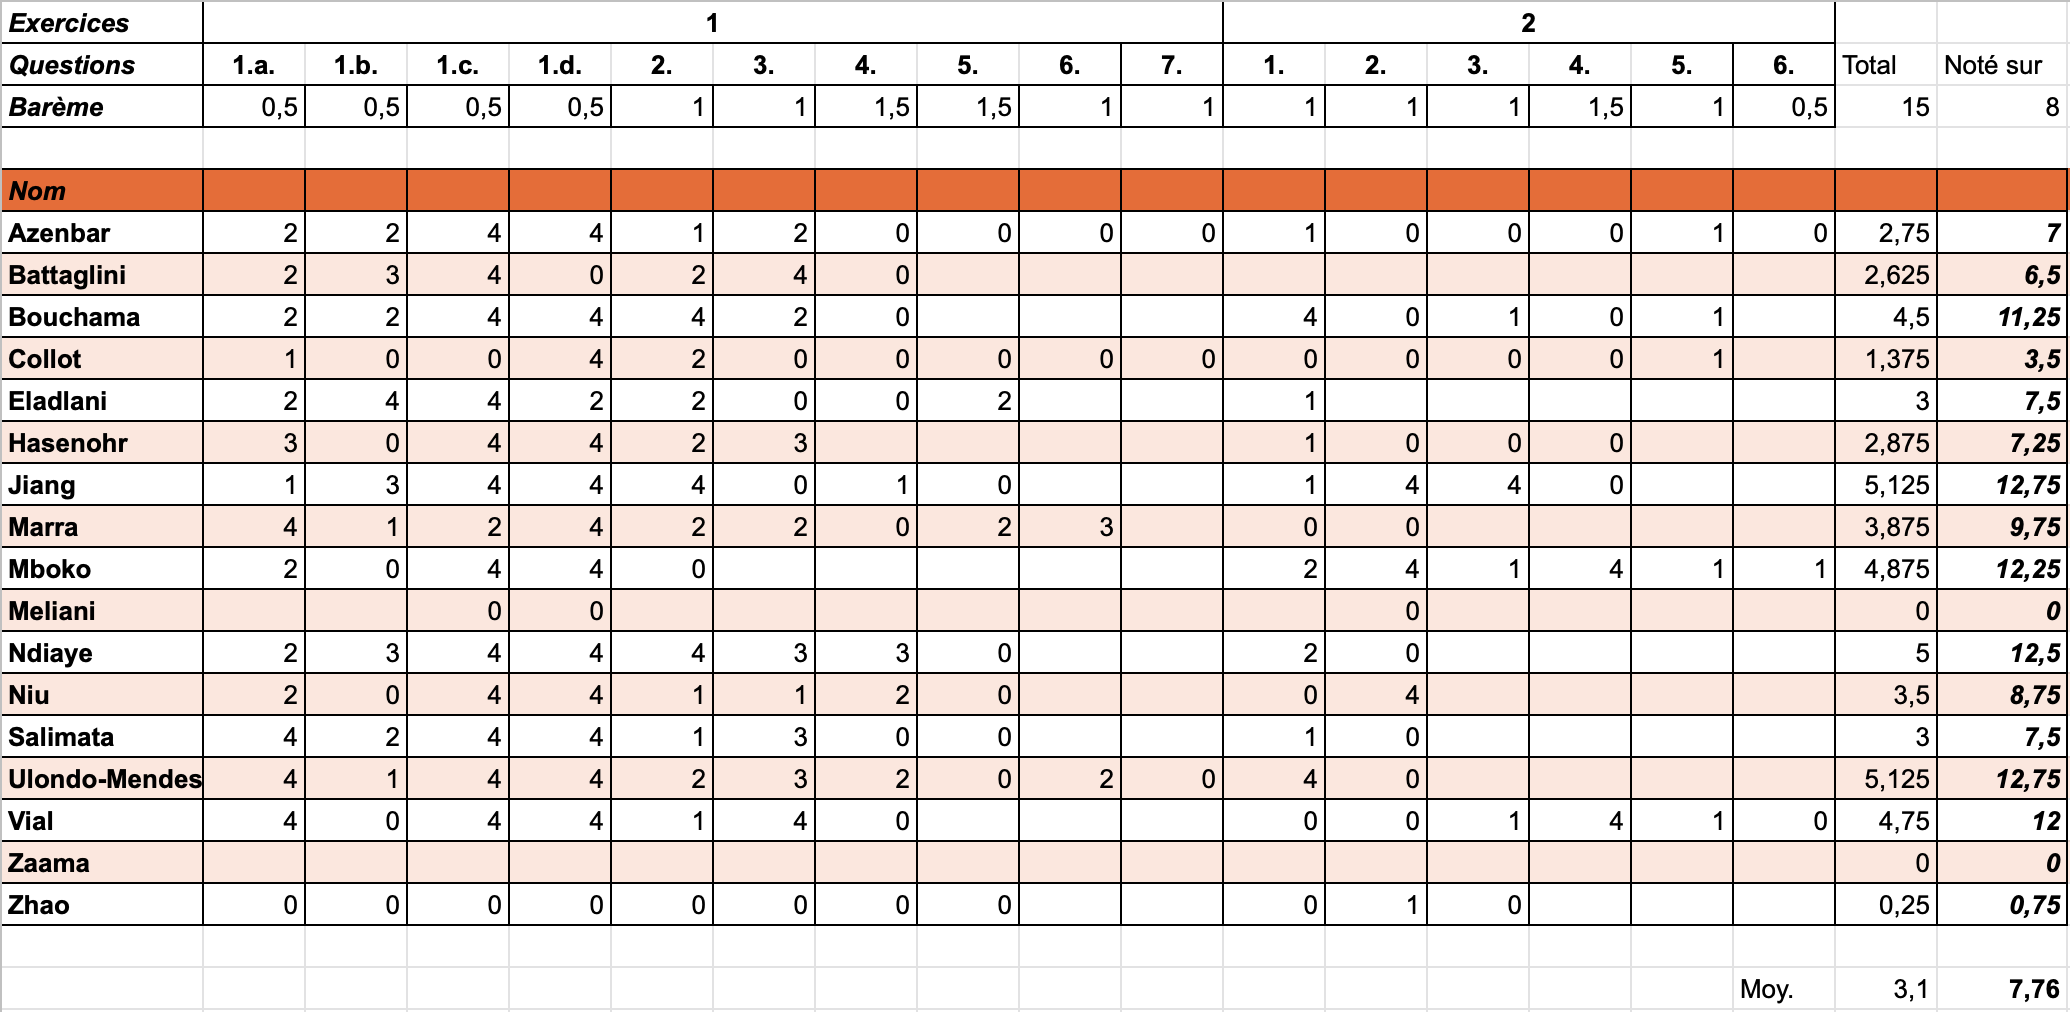 Exercices 1 2
Questions 1.a. 1.b. 1.c. 1.d. 2. 3. 4. 5. 6. 7. 1. 2. 3. 4. 5. 6. Total Noté sur
Barème 0,5 0,5 0,5 0,5 1 1 1,5 1,5 1 1 1 1 1 1,5 1 0,5 15 8
Nom
Azenbar 2 2 4 4 1 2 0 0 0 0 1 0 0 0 1 0 2,75 7
Battaglini 2 3 4 0 2 4 0 2,625 6,5
Bouchama 2 2 4 4 4 2 0 4 0 1 0 1 4,5 11,25
Collot 1 0 0 4 2 0 0 0 0 0 0 0 0 0 1 1,375 3,5
Eladlani 2 4 4 2 2 0 0 2 1 3 7,5
Hasenohr 3 0 4 4 2 3 1 0 0 0 2,875 7,25
Jiang 1 3 4 4 4 0 1 0 1 4 4 0 5,125 12,75
Marra 4 1 2 4 2 2 0 2 3 0 0 3,875 9,75
Mboko 2 0 4 4 0 2 4 1 4 1 1 4,875 12,25
Meliani 0 0 0 0 0
Ndiaye 2 3 4 4 4 3 3 0 2 0 5 12,5
Niu 2 0 4 4 1 1 2 0 0 4 3,5 8,75
Salimata 4 2 4 4 1 3 0 0 1 0 3 7,5
Ulondo-Mendes 4 1 4 4 2 3 2 0 2 0 4 0 5,125 12,75
Vial 4 0 4 4 1 4 0 0 0 1 4 1 0 4,75 12
Zaama 0 0
Zhao 0 0 0 0 0 0 0 0 0 1 0 0,25 0,75
Moy. 3,1 7,76